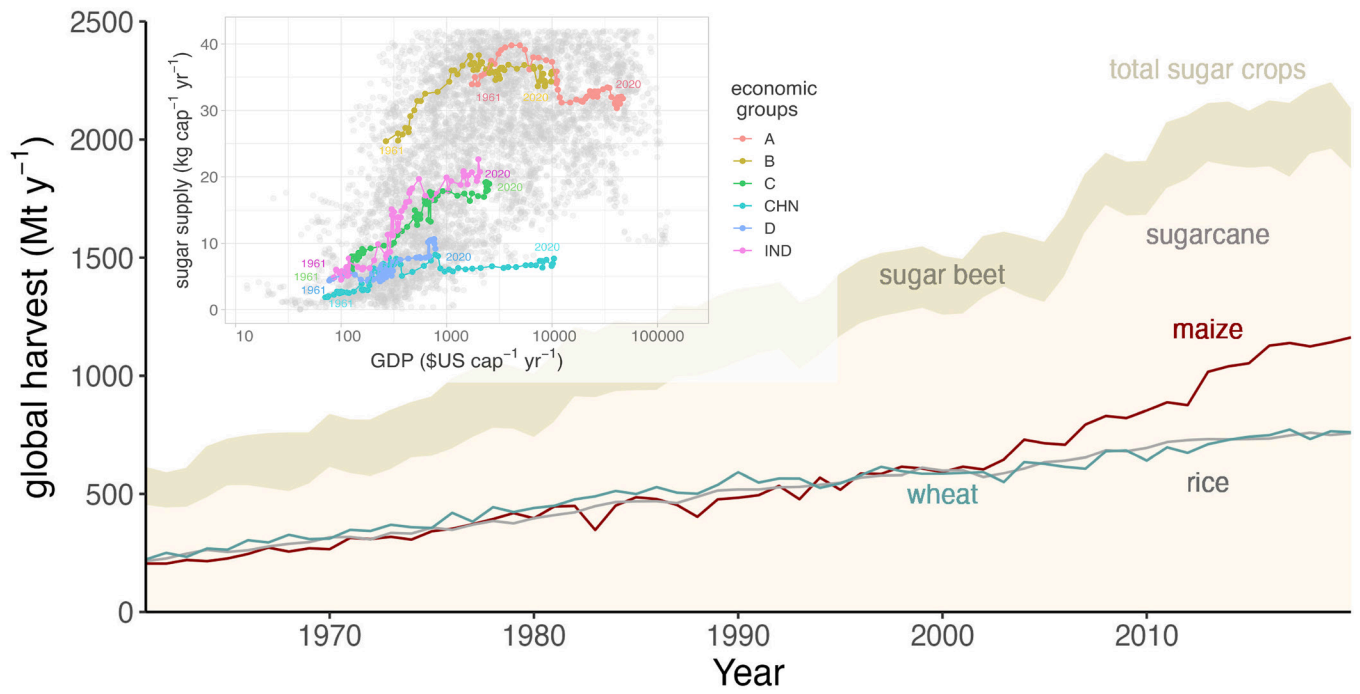 2500
2000
1500
1000
500
0
global harvest (Mt y⁻¹)
1970
1980
1990
2000
2010
Year
total sugar crops
sugarcane
sugar beet
maize
wheat
rice
40
30
20
10
0
sugar supply (kg cap⁻¹ yr⁻¹)
10
100
1000
10000
100000
GDP ($US cap⁻¹ yr⁻¹)
1961
2020
2020
1961
2020
2020
1961
1961
1961
1961
2020
2020
economic
groups
A
B
C
CHN
D
IND